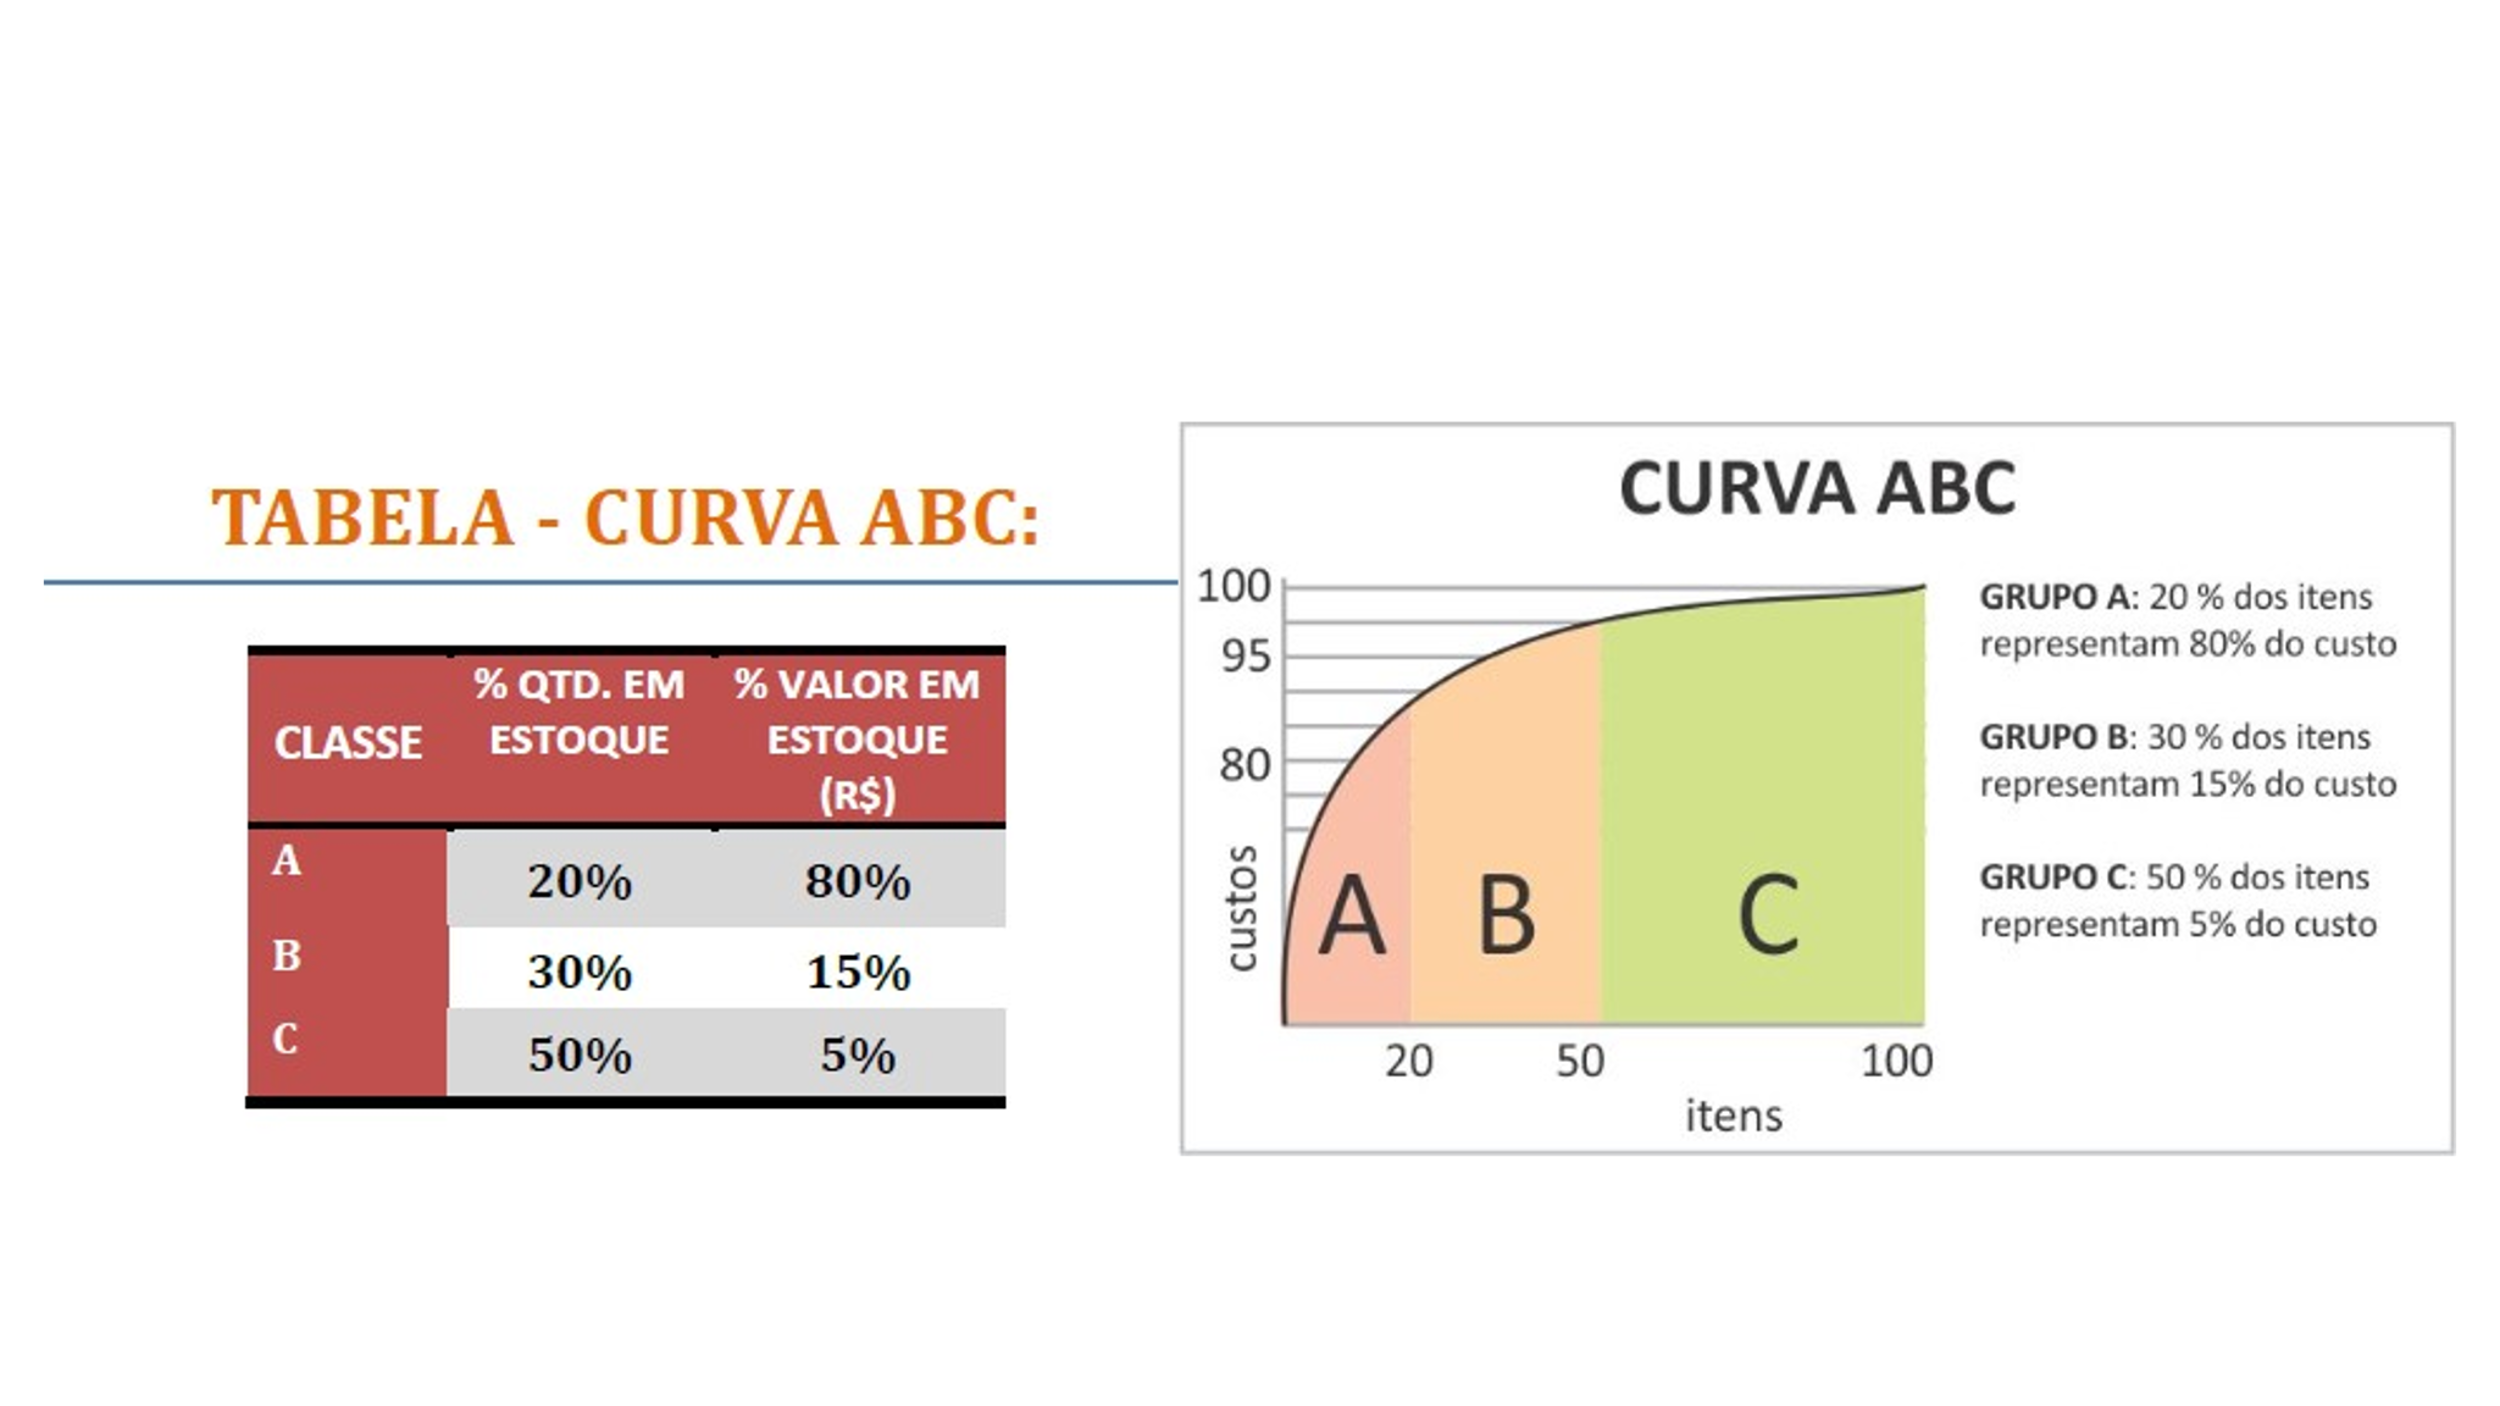 TABELA - CURVA ABC:
CLASSE
% QTD. EM
ESTOQUE
% VALOR EM
ESTOQUE
(R$)
A 20% 80%
B 30% 15%
C 50% 5%
CURVA ABC
100
95
80
custos
A B C
20 50 100
itens
GRUPO A: 20 % dos itens
representam 80% do custo
GRUPO B: 30 % dos itens
representam 15% do custo
GRUPO C: 50 % dos itens
representam 5% do custo